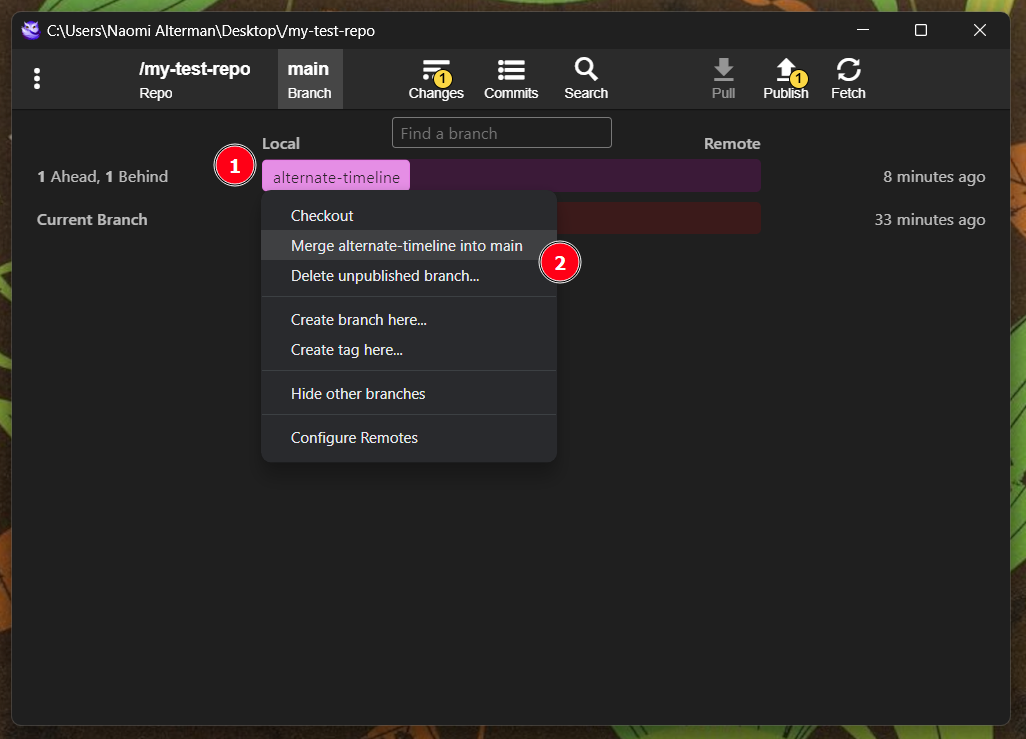 C:\Users\Naomi Alterman\Desktop\/my-test-repo
/my-test-repo
Repo
main
Branch
1
Changes
Commits
Search
Pull
1
Publish
Fetch
Local
Find a branch
Remote
1 Ahead, 1 Behind
1
alternate-timeline
8 minutes ago
Current Branch
33 minutes ago
Checkout
Merge alternate-timeline into main
2
Delete unpublished branch...
Create branch here...
Create tag here...
Hide other branches
Configure Remotes